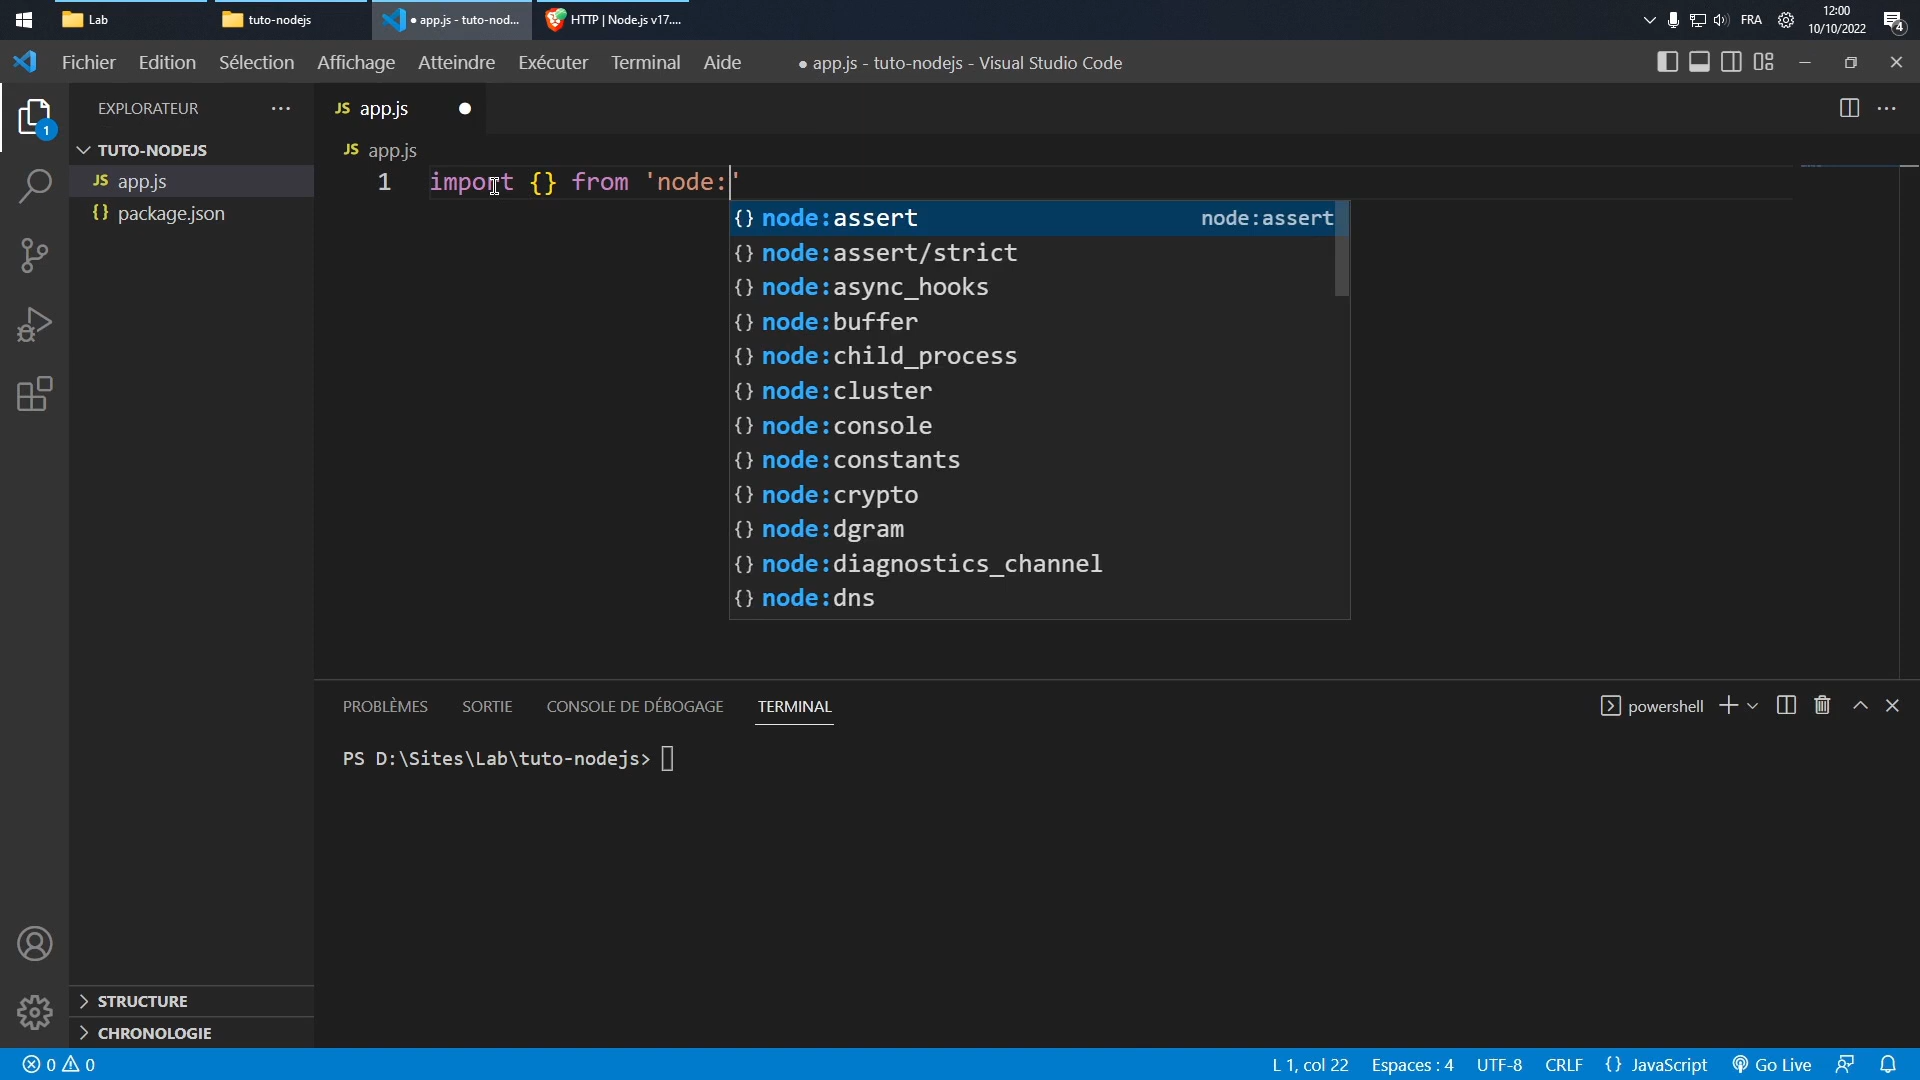 Lab
tuto-nodejs
● app.js - tuto-nod...
HTTP | Node.js v17....
FRA
12:00
10/10/2022
4
Fichier Edition Sélection Affichage Atteindre Exécuter Terminal Aide
● app.js - tuto-nodejs - Visual Studio Code
1
EXPLORATEUR
TUTO-NODEJS
JS app.js
{} package.json
STRUCTURE
CHRONOLOGIE
JS app.js
JS app.js
1 import {} from 'node:'
{} node:assert node:assert
{} node:assert/strict
{} node:async_hooks
{} node:buffer
{} node:child_process
{} node:cluster
{} node:console
{} node:constants
{} node:crypto
{} node:dgram
{} node:diagnostics_channel
{} node:dns
PROBLÈMES SORTIE CONSOLE DE DÉBOGAGE TERMINAL
powershell
PS D:\Sites\Lab\tuto-nodejs>
0 0
L 1, col 22 Espaces : 4 UTF-8 CRLF {} JavaScript Go Live